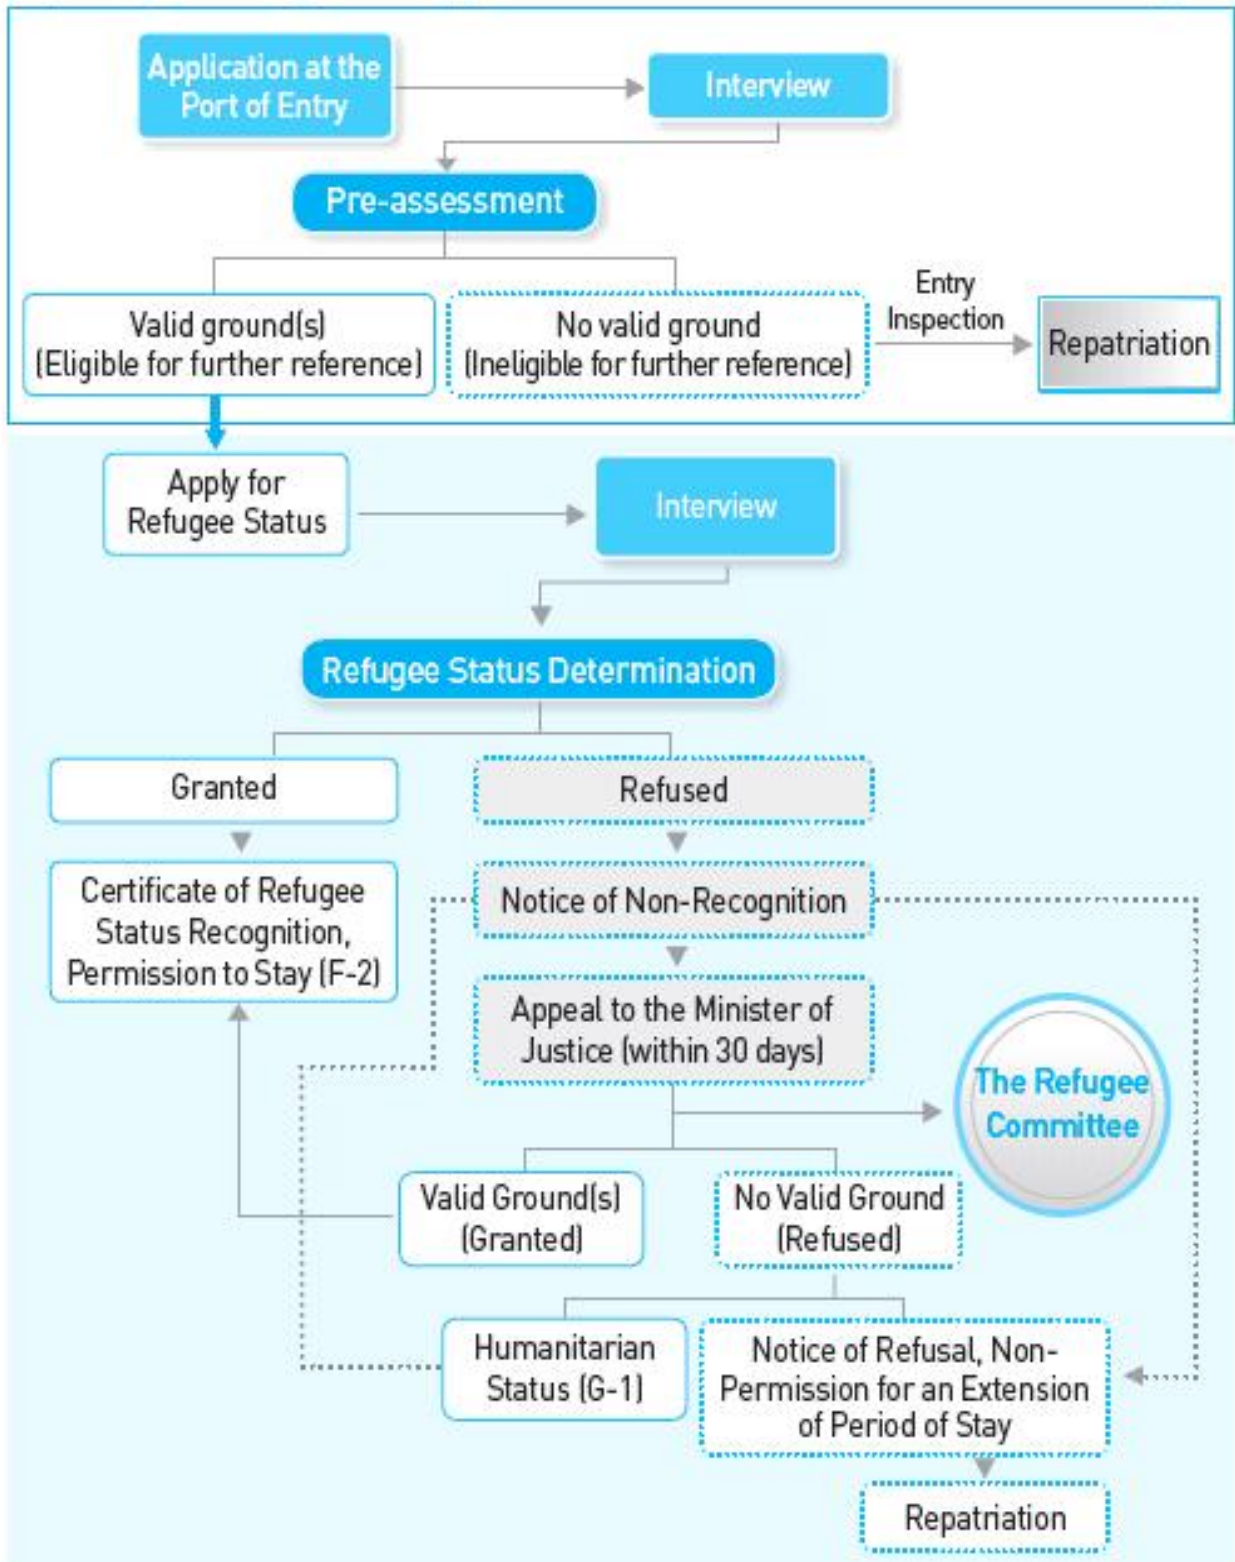 Application at the
Port of Entry
Interview
Pre-assessment
Valid ground(s)
(Eligible for further reference)
No valid ground
(Ineligible for further reference)
Entry
Inspection
Repatriation
Apply for
Refugee Status
Interview
Refugee Status Determination
Granted
Refused
Certificate of Refugee
Status Recognition,
Permission to Stay (F-2)
Notice of Non-Recognition
Appeal to the Minister of
Justice (within 30 days)
The Refugee
Committee
Valid Ground(s)
(Granted)
No Valid Ground
(Refused)
Humanitarian
Status (G-1)
Notice of Refusal, Non-
Permission for an Extension
of Period of Stay
Repatriation